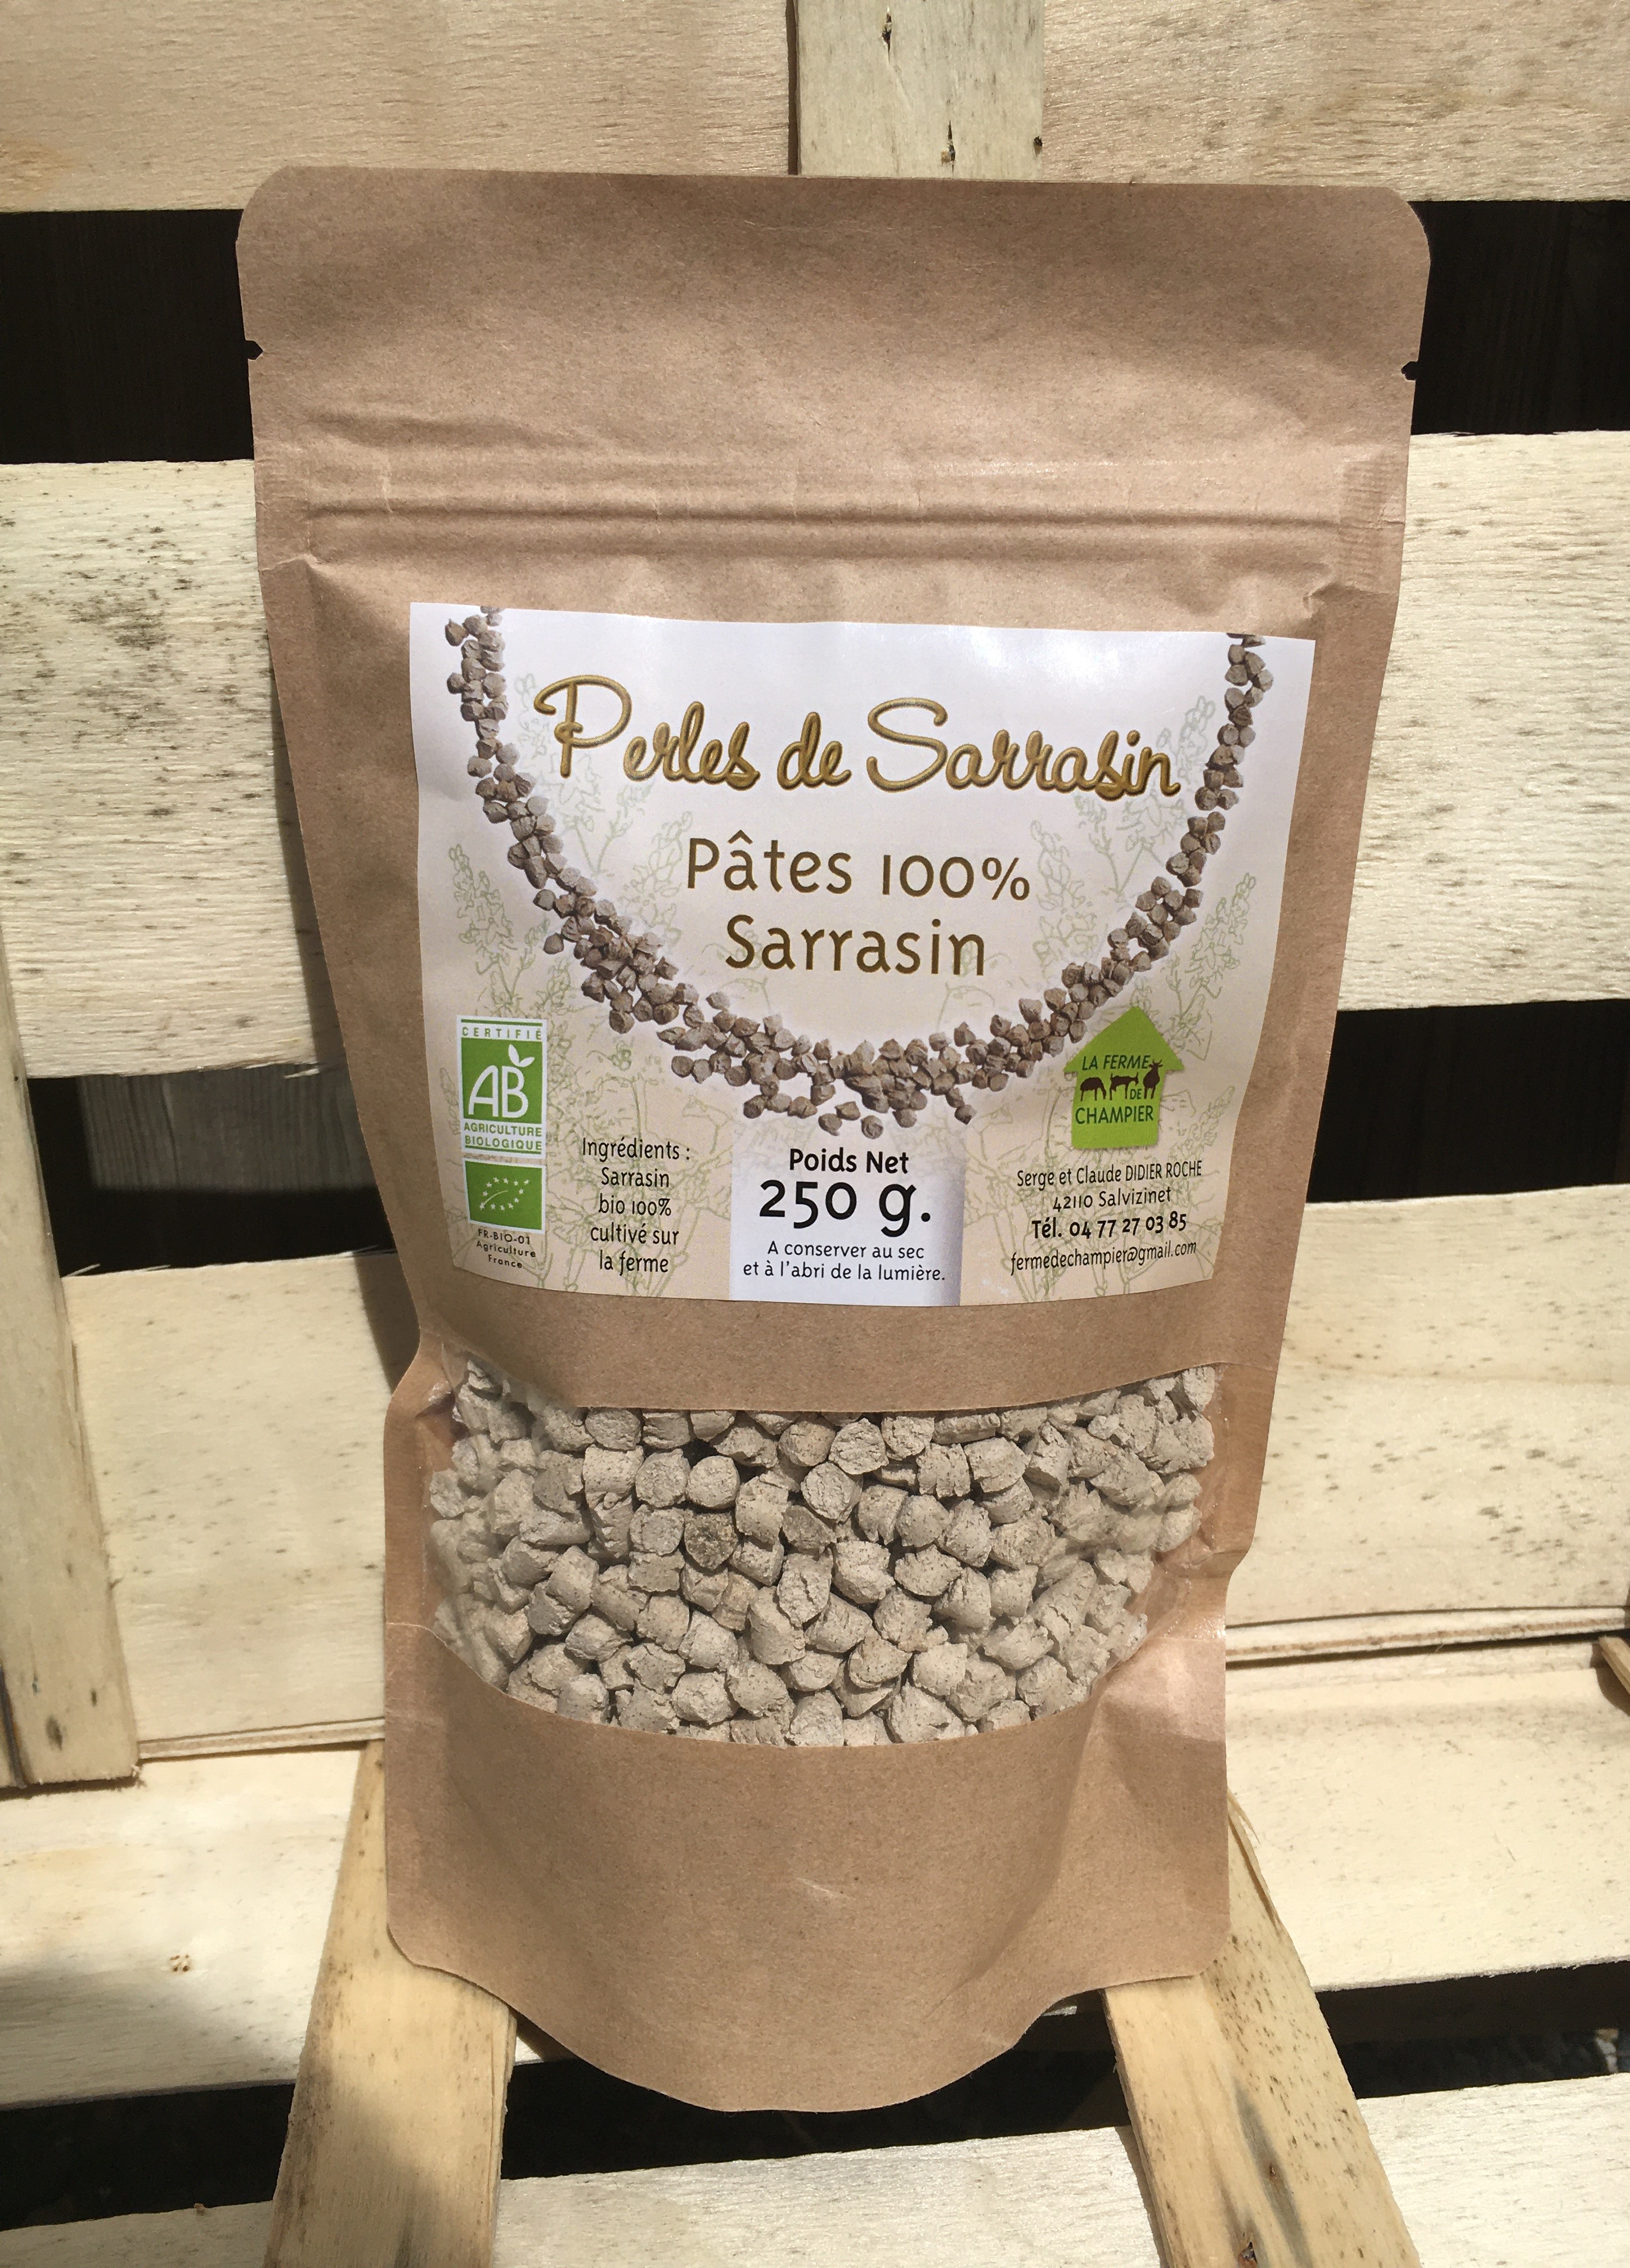 Perles de Sarrasin
Pâtes 100%
Sarrasin
CERTIFIÉ
AB
AGRICULTURE
BIOLOGIQUE
FR-BIO-01
Agriculture
France
Ingrédients :
Sarrasin
bio 100%
cultivé sur
la ferme
Poids Net
250 g.
A conserver au sec
et à l'abri de la lumière.
LA FERME
DE
CHAMPIER
Serge et Claude DIDIER ROCHE
42110 Salvizinet
Tél. 04 77 27 03 85
fermedechampier@gmail.com